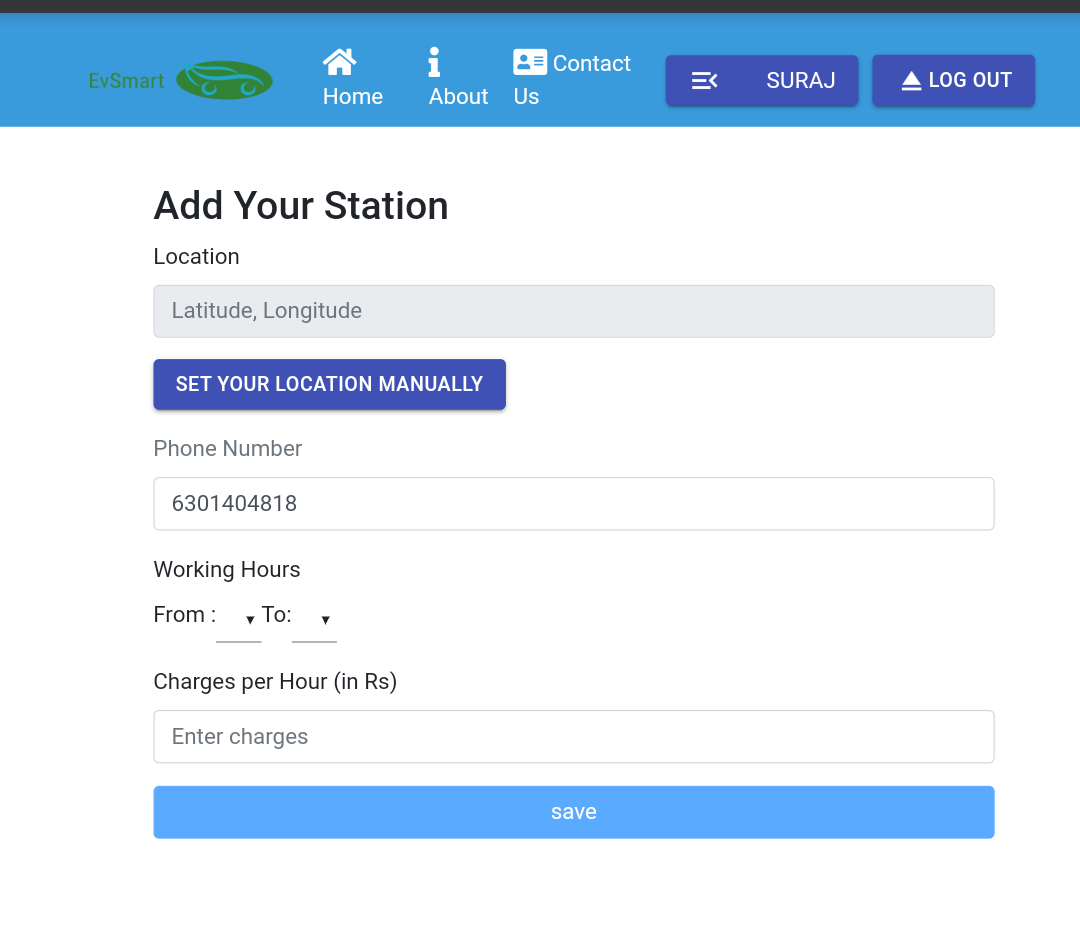 EvSmart
Home
About
Contact Us
SURAJ
LOG OUT
Add Your Station
Location
Latitude, Longitude
SET YOUR LOCATION MANUALLY
Phone Number
6301404818
Working Hours
From : To:
Charges per Hour (in Rs)
Enter charges
save